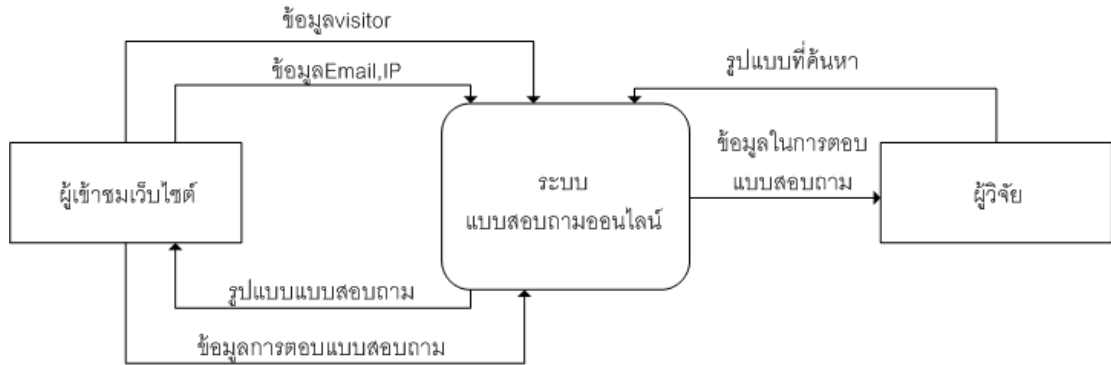 ข้อมูลvisitor
ข้อมูลEmail,IP
รูปแบบที่ค้นหา
ผู้เข้าชมเว็บไซต์
ระบบ
แบบสอบถามออนไลน์
ข้อมูลในการตอบ
แบบสอบถาม
ผู้วิจัย
รูปแบบแบบสอบถาม
ข้อมูลการตอบแบบสอบถาม